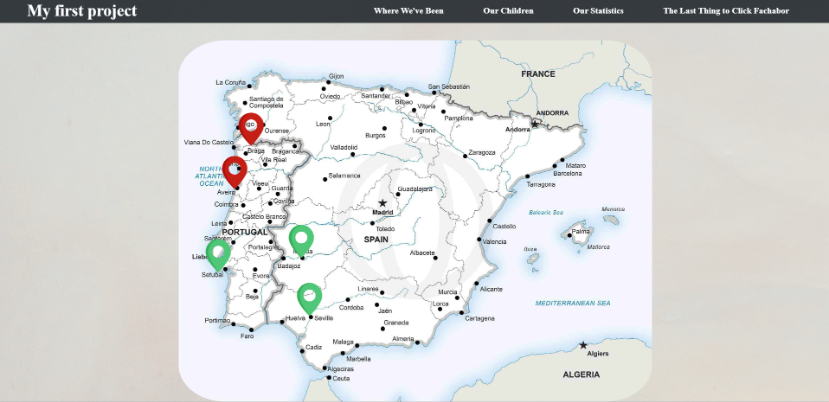 My first project
Where We've Been
Our Children
Our Statistics
The Last Thing to Click Fachabor
FRANCE
Gijon
La Coruña
San Sebastián
Oviedo
Santander
Bilbao
Santiago de
Compostela
Vitoria
Pamplona
ANDORRA
Andorra
Leon
Logrono
Ourense
Burgos
Viana Do Castelo
Braga
Braganca
Valladolid
Zaragoza
Vila Real
Mataro
Barcelona
NORTH
ATLANTIC
OCEAN
Salamanca
Tarragona
Aveiro
Viseu
Guarda
Guadalajara
Covilha
Coimbra
Madrid
Menorca
Balearic Sea
Castelo Branco
Leiria
Toledo
Castello
Palma
PORTUGAL
SPAIN
Valencia
Mallorca
Portalegre
Albacete
Ibiza
Badajoz
Setubal
Evora
Alicante
Linares
Murcia
Beja
Lorca
MEDITERRANEAN SEA
Cordoba
Jaén
Portimao
Huelva
Sevilla
Cartagena
Granada
Faro
Almeria
Cadiz
Malaga
Marbella
Algiers
Algeciras
Ceuta
ALGERIA